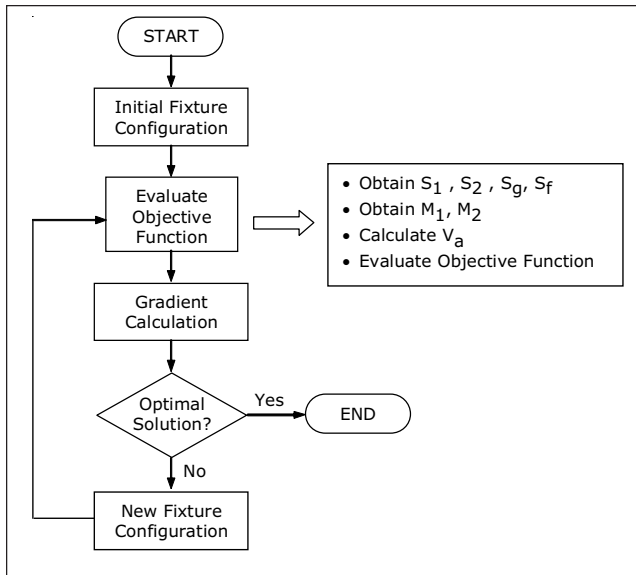 START
Initial Fixture
Configuration
Evaluate
Objective
Function
• Obtain S1 , S2 , Sg, Sf
• Obtain M1, M2
• Calculate Va
• Evaluate Objective Function
Gradient
Calculation
Optimal
Solution?
Yes
END
No
New Fixture
Configuration